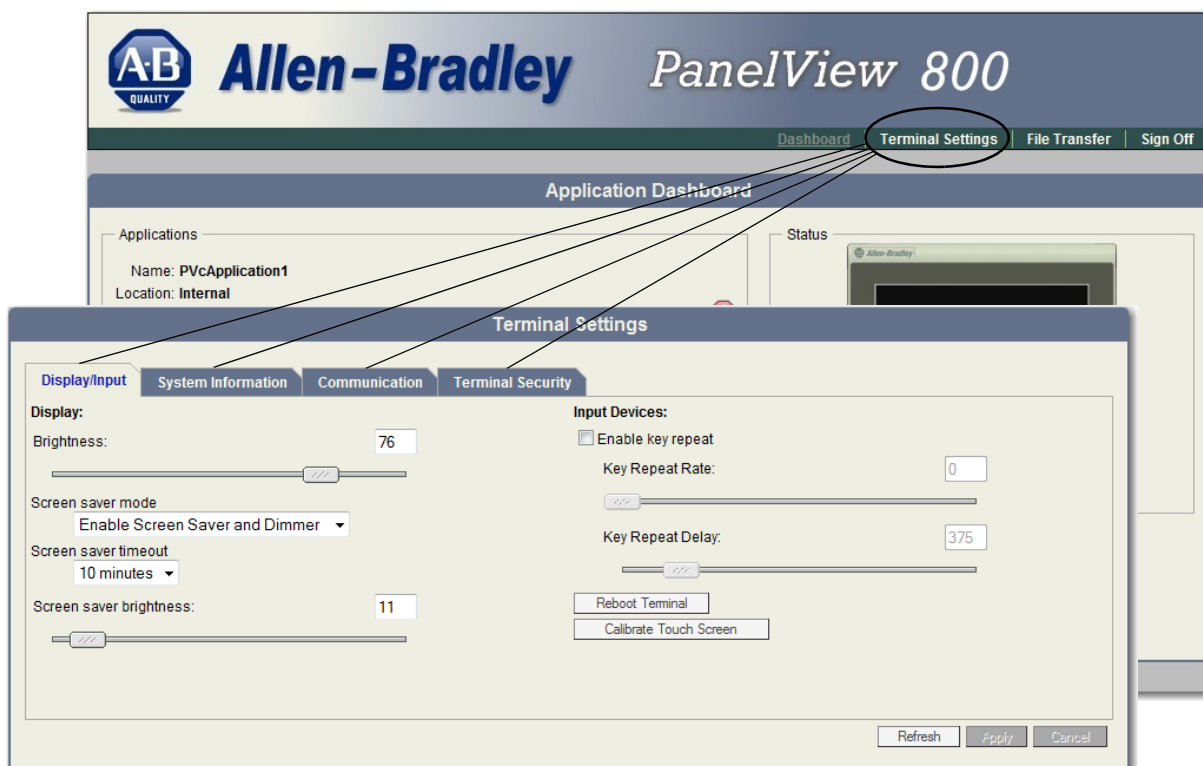 A·B
QUALITY
Allen-Bradley
PanelView 800
Dashboard | Terminal Settings | File Transfer | Sign Off
Application Dashboard
Applications
Name: PVcApplication1
Location: Internal
Status
Allen-Bradley
Terminal Settings
Display/Input
System Information
Communication
Terminal Security
Display:
Brightness: 76
Screen saver mode
Enable Screen Saver and Dimmer
Screen saver timeout
10 minutes
Screen saver brightness: 11
Input Devices:
Enable key repeat
Key Repeat Rate: 0
Key Repeat Delay: 375
Reboot Terminal
Calibrate Touch Screen
Refresh
Apply
Cancel